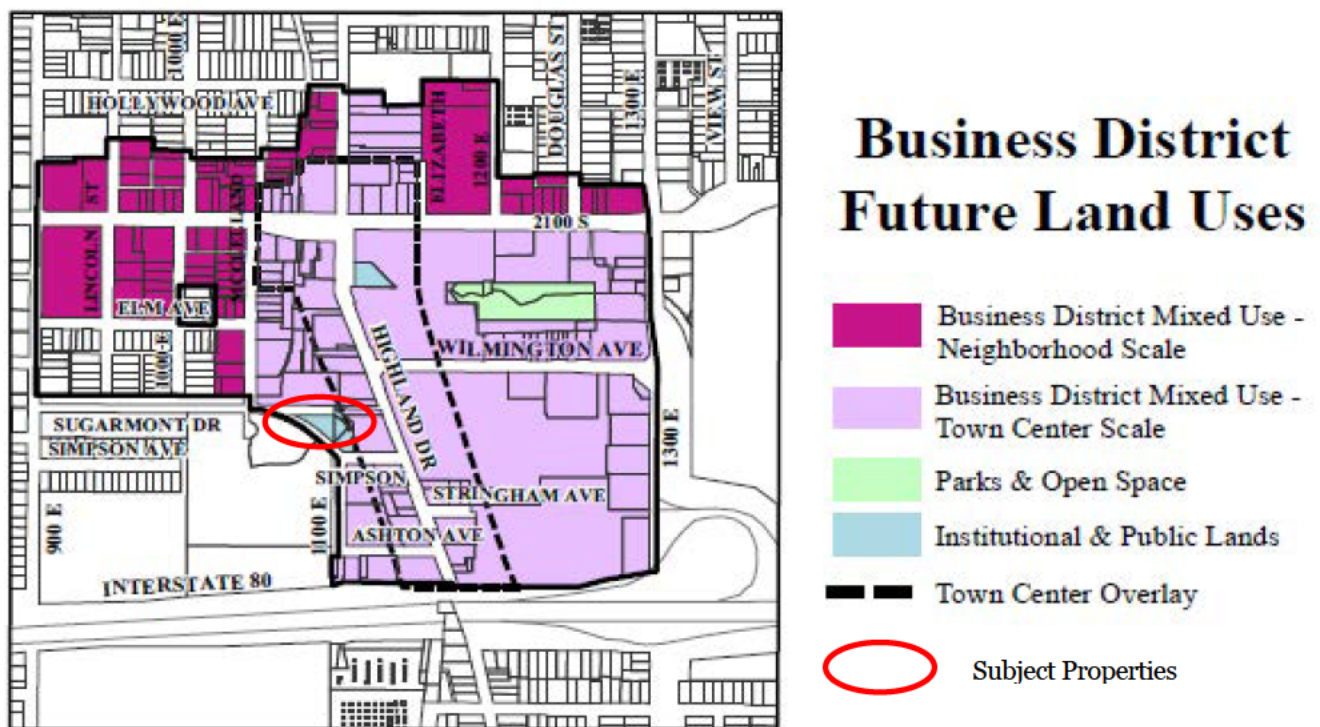 1000 E
DOUGLAS ST
1300 E
VIEW ST
HOLLYWOOD AVE
ELIZABETH
1200 E
LINCOLN
ST
MCCLELLAND
2100 S
ELM AVE
1000 E
HIGHLAND DR
WILMINGTON AVE
1300 E
SUGARMONT DR
SIMPSON AVE
SIMPSON
STRINGHAM AVE
900 E
1100 E
ASHTON AVE
INTERSTATE 80
Business District
Future Land Uses
Business District Mixed Use -
Neighborhood Scale
Business District Mixed Use -
Town Center Scale
Parks & Open Space
Institutional & Public Lands
Town Center Overlay
Subject Properties